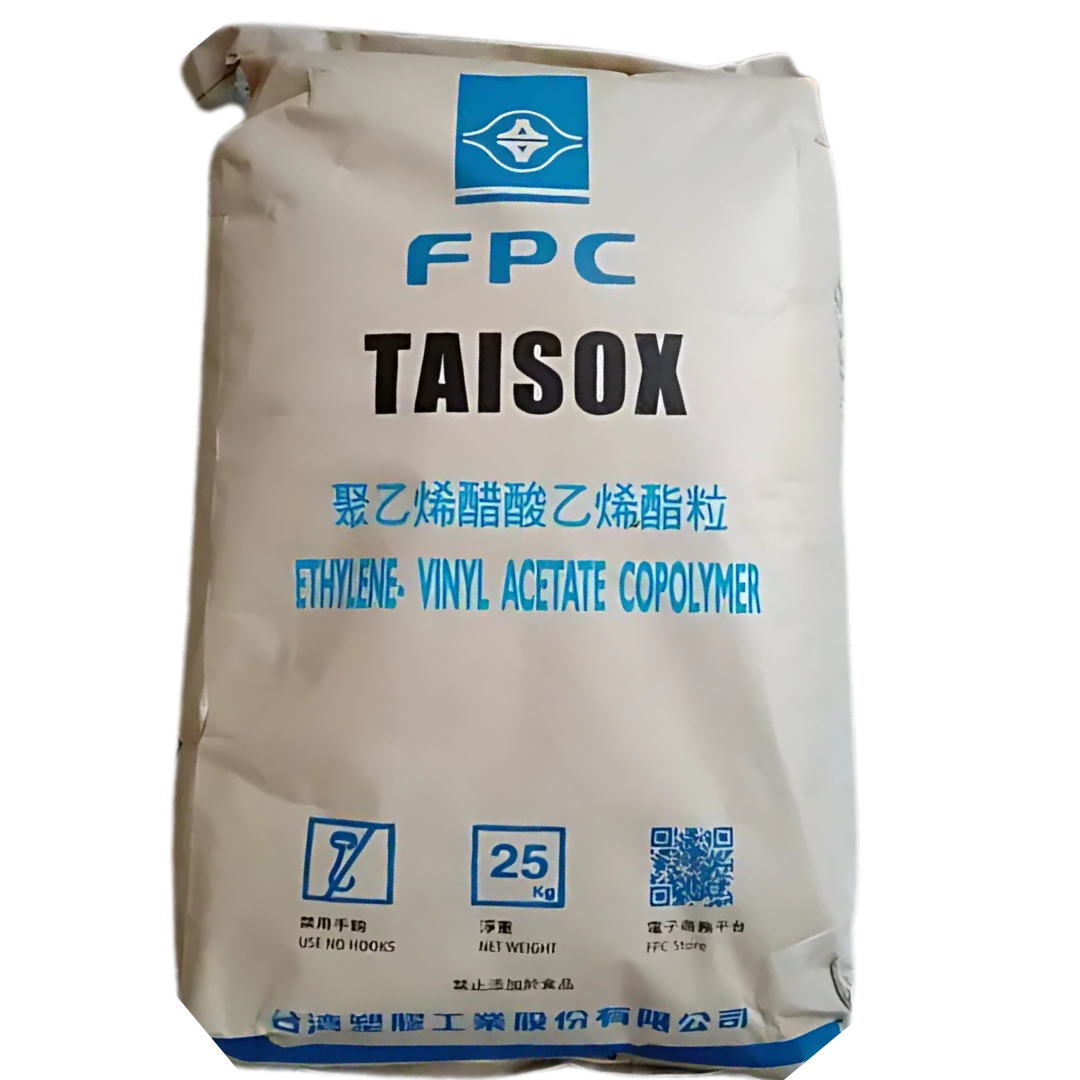 FPC
TAISOX
聚乙烯醋酸乙烯酯粒
ETHYLENE- VINYL ACETATE COPOLYMER
25
Kg
禁用手鈎 淨重 電子商務平台
USE NO HOOKS NET WEIGHT FPC Store
禁止添加於食品
台灣塑膠工業股份有限公司